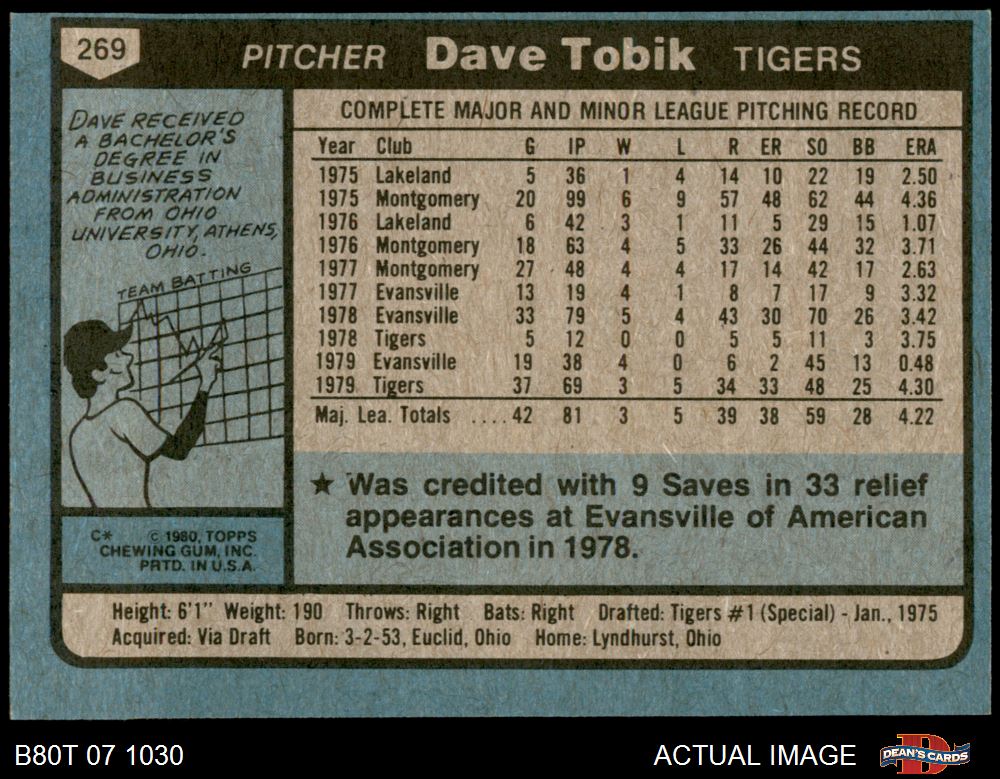 269 PITCHER Dave Tobik TIGERS
DAVE RECEIVED
A BACHELOR'S
DEGREE IN
BUSINESS
ADMINISTRATION
FROM OHIO
UNIVERSITY, ATHENS,
OHIO.
TEAM BATTING
C* © 1980, TOPPS
CHEWING GUM, INC.
PRTD. IN U.S.A.
COMPLETE MAJOR AND MINOR LEAGUE PITCHING RECORD
Year Club G IP W L R ER SO BB ERA
1975 Lakeland 5 36 1 4 14 10 22 19 2.50
1975 Montgomery 20 99 6 9 57 48 62 44 4.36
1976 Lakeland 6 42 3 1 11 5 29 15 1.07
1976 Montgomery 18 63 4 5 33 26 44 32 3.71
1977 Montgomery 27 48 4 4 17 14 42 17 2.63
1977 Evansville 13 19 4 1 8 7 17 9 3.32
1978 Evansville 33 79 5 4 43 30 70 26 3.42
1978 Tigers 5 12 0 0 5 5 11 3 3.75
1979 Evansville 19 38 4 0 6 2 45 13 0.48
1979 Tigers 37 69 3 5 34 33 48 25 4.30
Maj. Lea. Totals ....42 81 3 5 39 38 59 28 4.22
★ Was credited with 9 Saves in 33 relief
appearances at Evansville of American
Association in 1978.
Height: 6'1" Weight: 190 Throws: Right Bats: Right Drafted: Tigers #1 (Special) - Jan., 1975
Acquired: Via Draft Born: 3-2-53, Euclid, Ohio Home: Lyndhurst, Ohio
B80T 07 1030 ACTUAL IMAGE DEAN'S CARDS